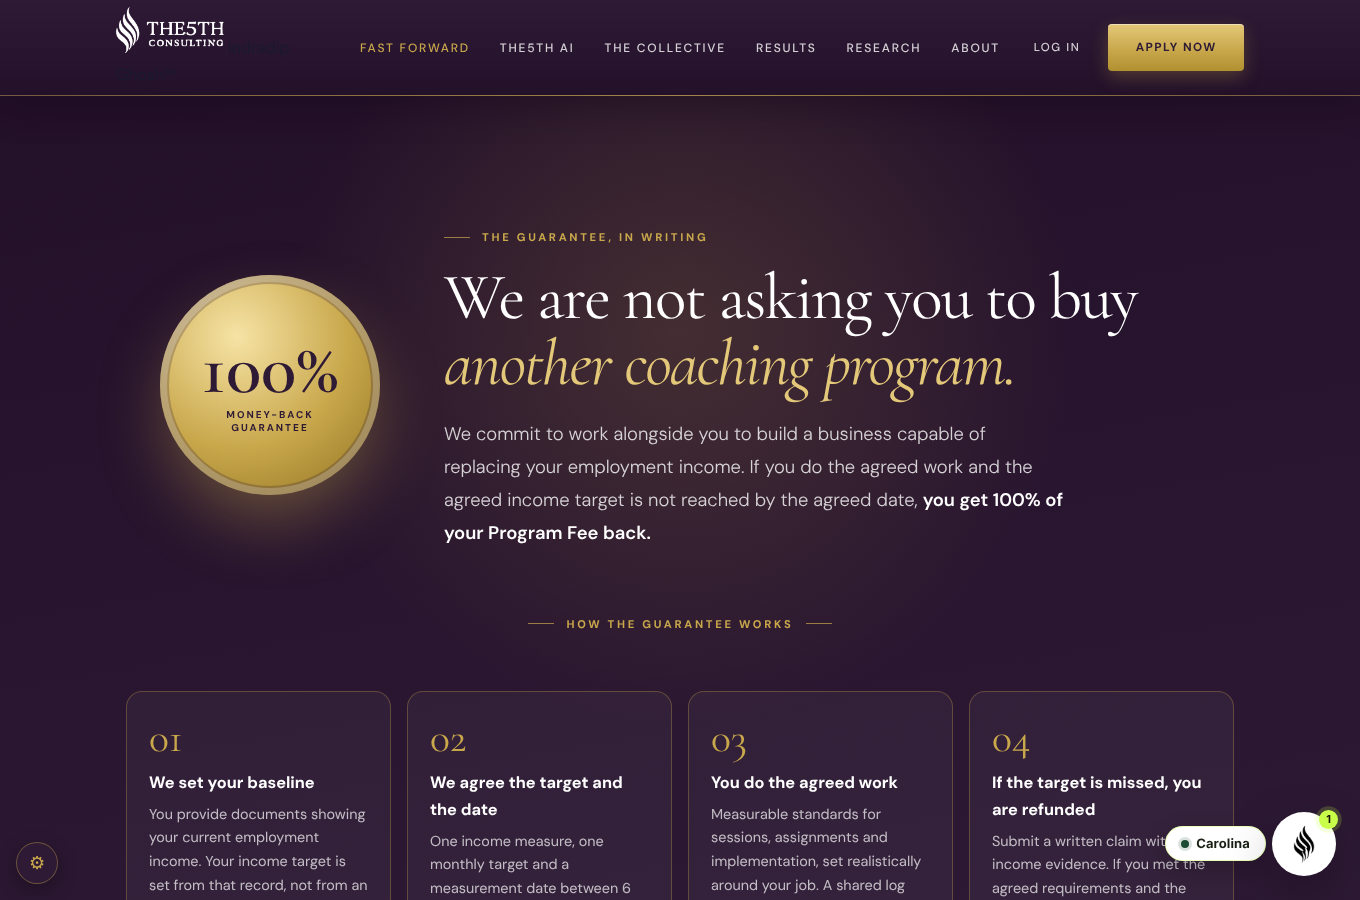 THE5TH
CONSULTING
FAST FORWARD
THE5TH AI
THE COLLECTIVE
RESULTS
RESEARCH
ABOUT
LOG IN
APPLY NOW
THE GUARANTEE, IN WRITING
We are not asking you to buy
another coaching program.
100%
MONEY-BACK
GUARANTEE
We commit to work alongside you to build a business capable of
replacing your employment income. If you do the agreed work and the
agreed income target is not reached by the agreed date, you get 100% of
your Program Fee back.
HOW THE GUARANTEE WORKS
01
We set your baseline
You provide documents showing
your current employment
income. Your income target is
set from that record, not from an
02
We agree the target and
the date
One income measure, one
monthly target and a
measurement date between 6
03
You do the agreed work
Measurable standards for
sessions, assignments and
implementation, set realistically
around your job. A shared log
04
If the target is missed, you
are refunded
Submit a written claim
income evidence. If you met the
agreed requirements and the
Carolina
1